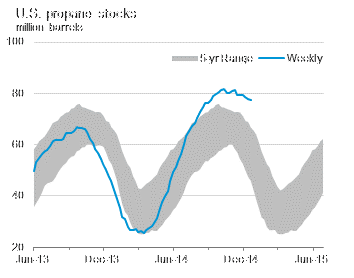 U.S. propane stocks
million barrels
100
5-yr Range Weekly
80
60
40
20
Jun-13 Dec-13 Jun-14 Dec-14 Jun-15